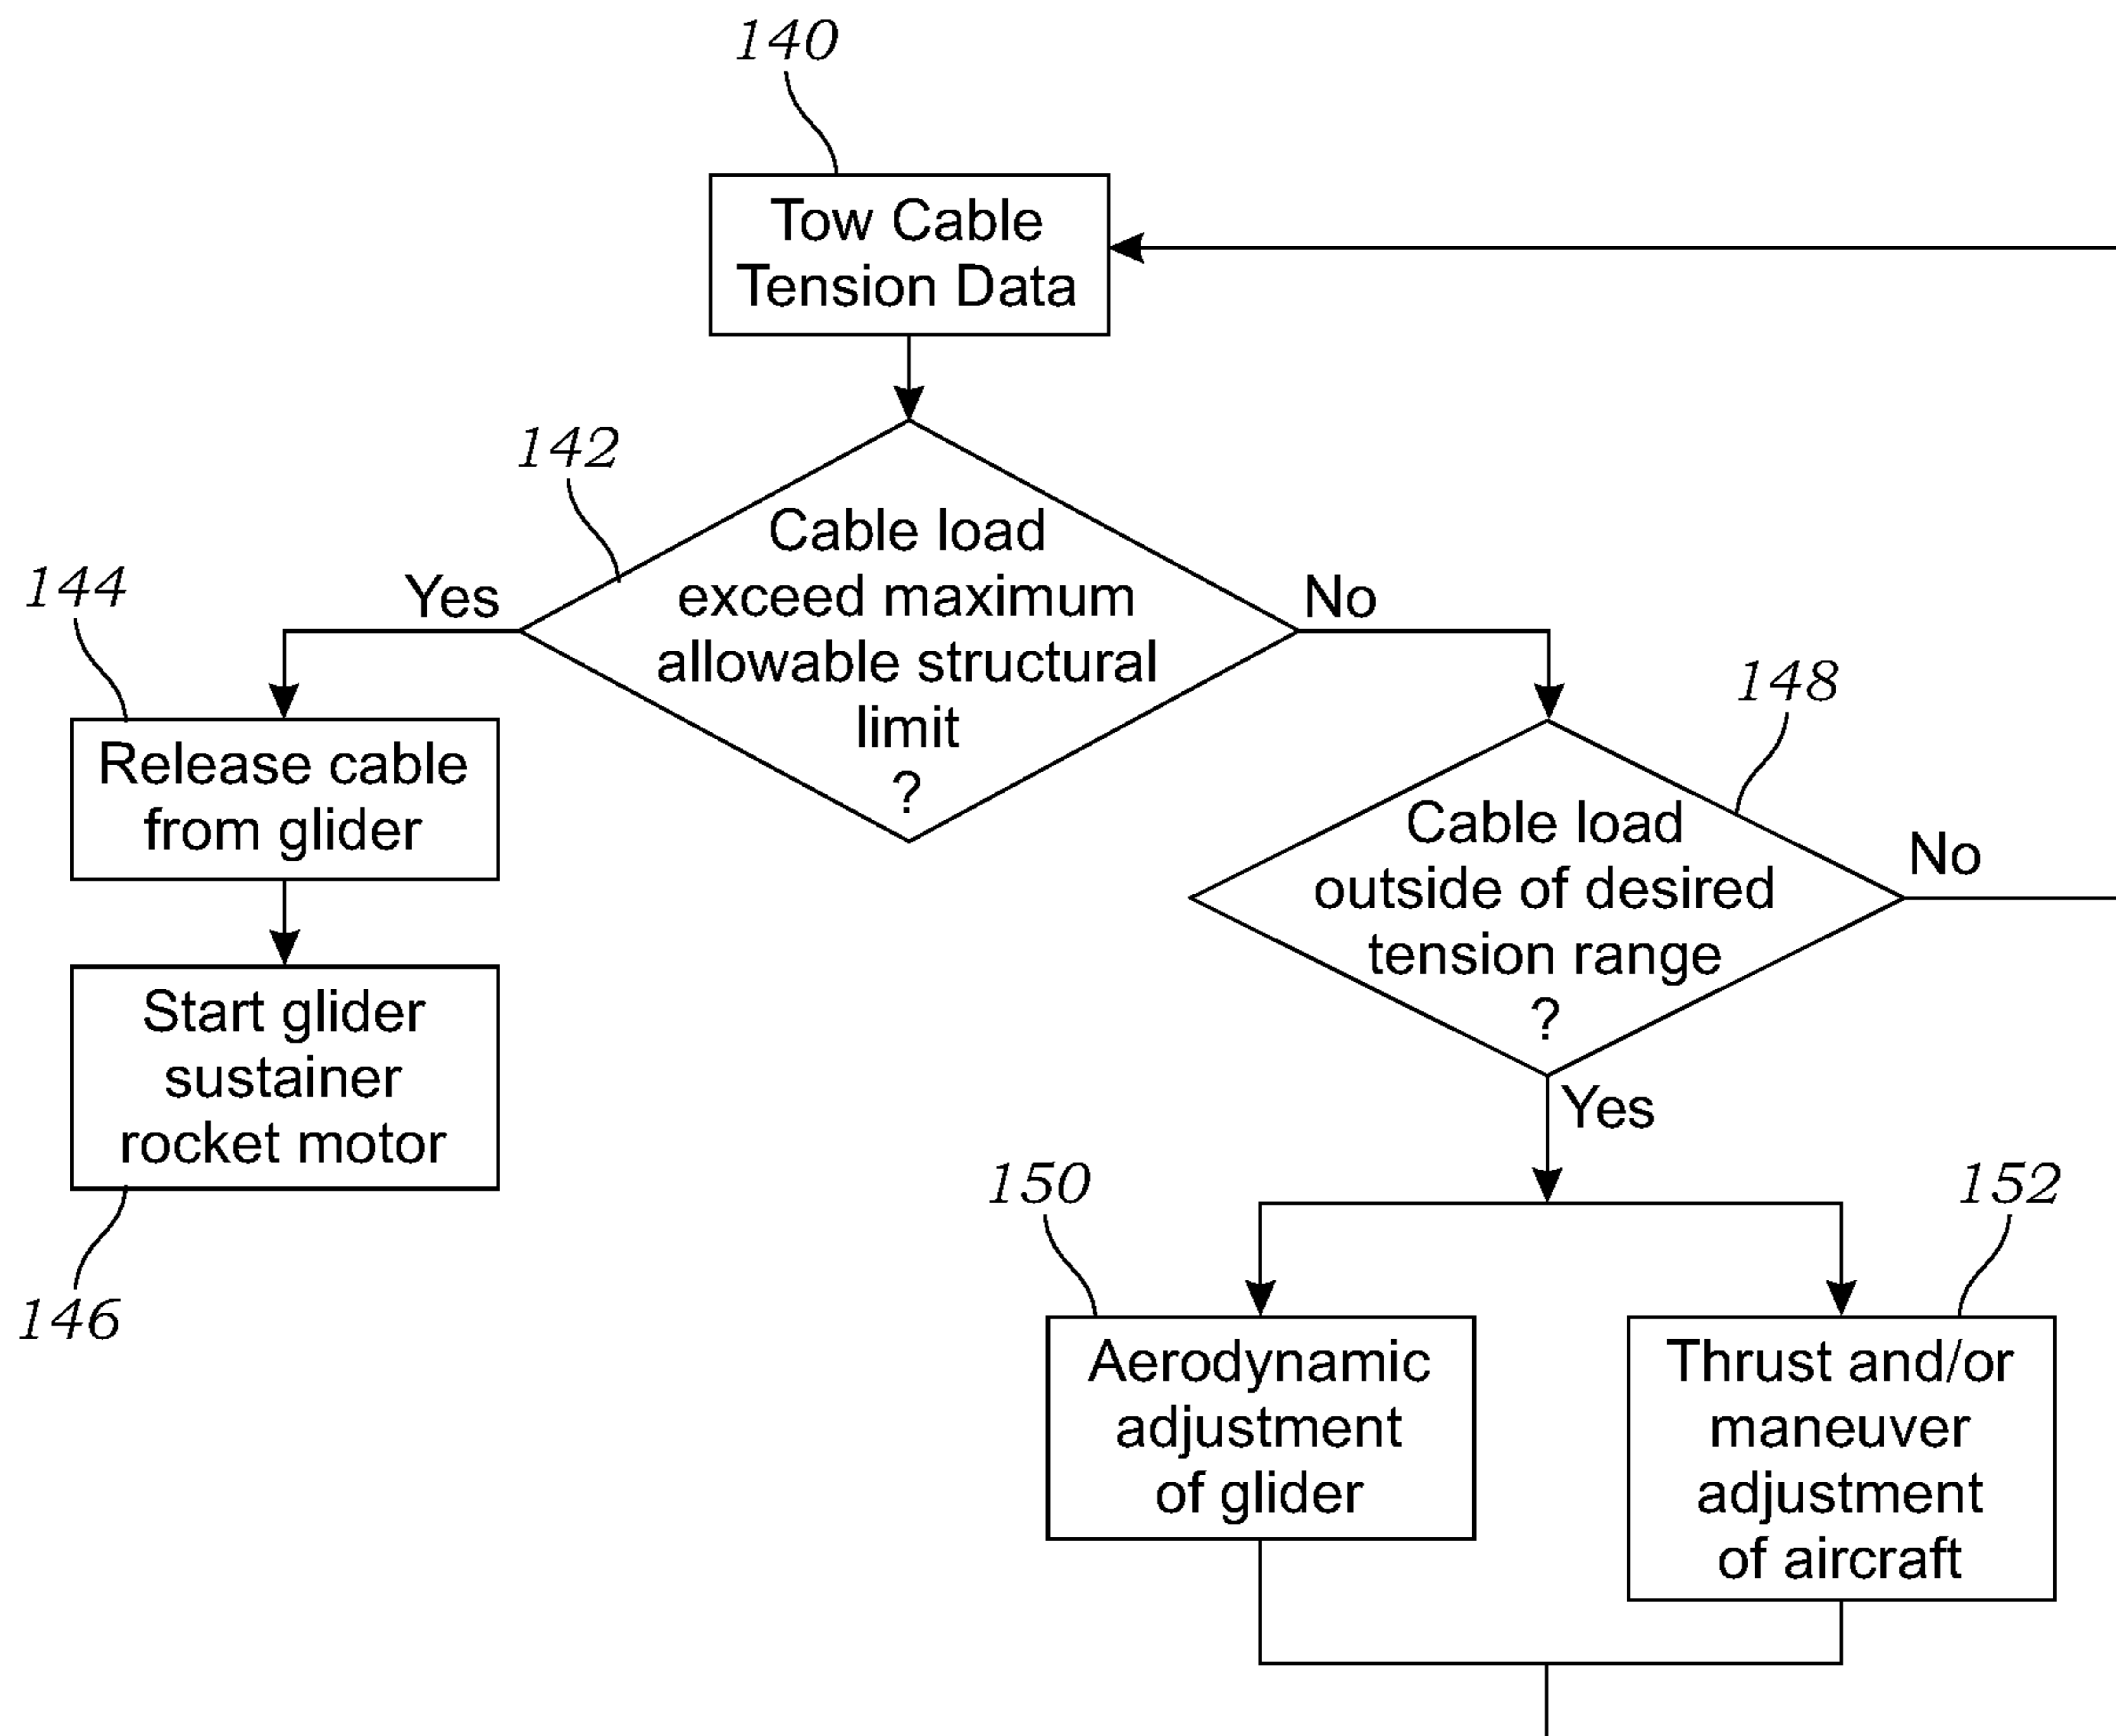 140
Tow Cable
Tension Data
142
Cable load
exceed maximum
allowable structural
limit
?
Yes
No
144
Release cable
from glider
Start glider
sustainer
rocket motor
146
148
Cable load
outside of desired
tension range
?
No
Yes
150
Aerodynamic
adjustment
of glider
152
Thrust and/or
maneuver
adjustment
of aircraft